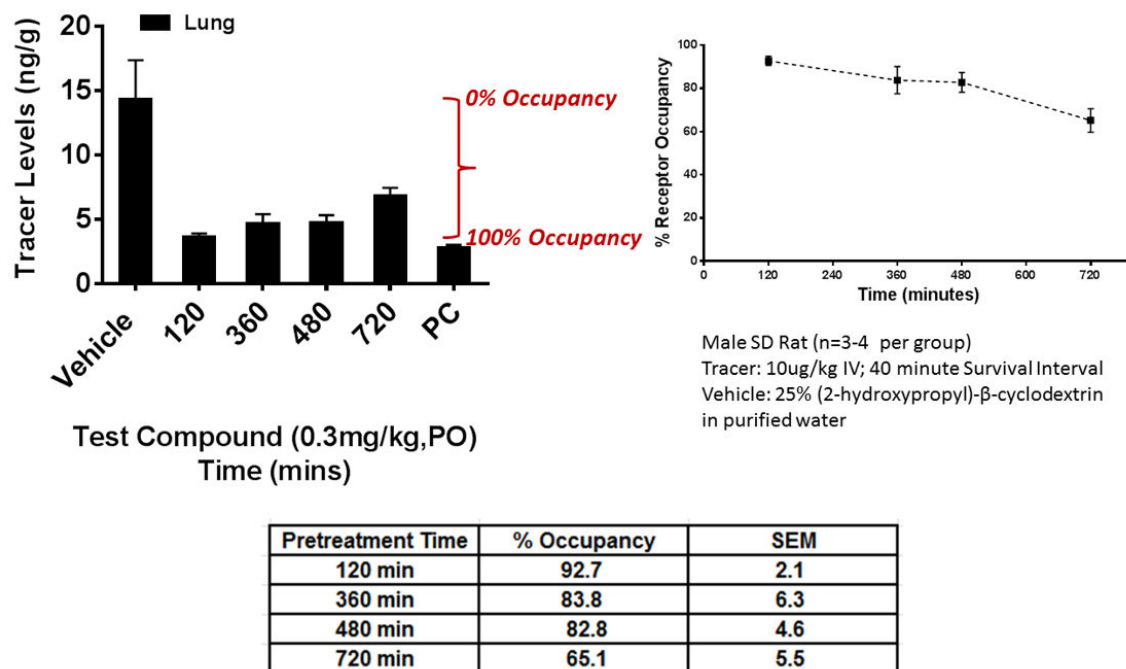 Lung
Tracer Levels (ng/g)
20
15
10
5
0
0% Occupancy
100% Occupancy
Vehicle
120
360
480
720
PC
Test Compound (0.3mg/kg,PO)
Time (mins)
% Receptor Occupancy
100
80
60
40
20
0
0
120
240
360
480
600
720
Time (minutes)
Male SD Rat (n=3-4 per group)
Tracer: 10ug/kg IV; 40 minute Survival Interval
Vehicle: 25% (2-hydroxypropyl)-β-cyclodextrin
in purified water
Pretreatment Time % Occupancy SEM
120 min 92.7 2.1
360 min 83.8 6.3
480 min 82.8 4.6
720 min 65.1 5.5